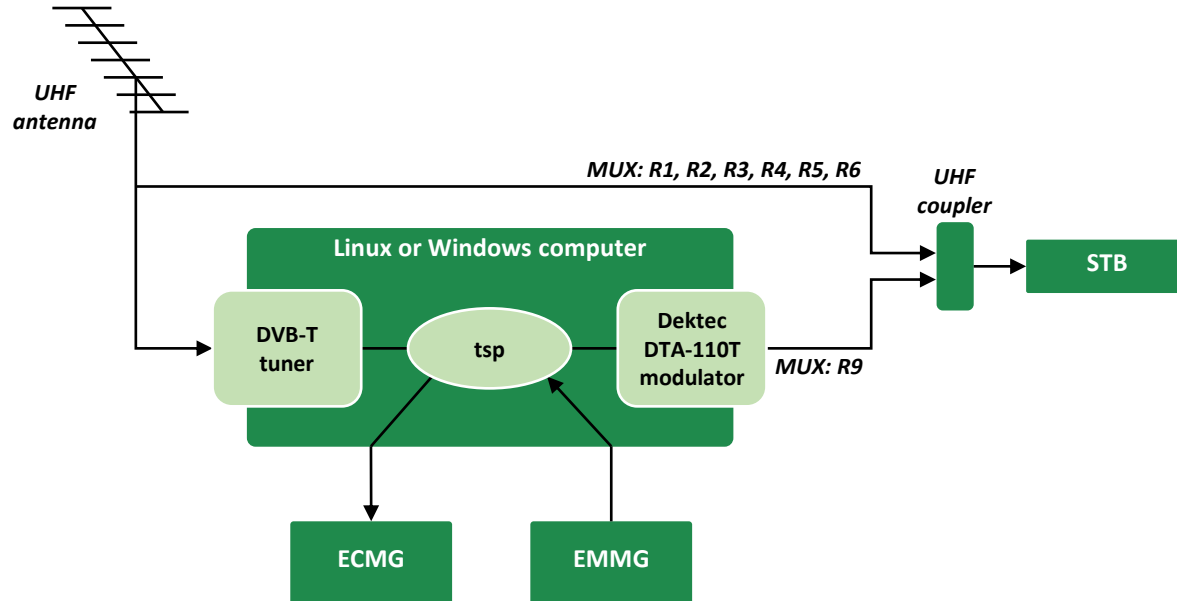 UHF
antenna
MUX: R1, R2, R3, R4, R5, R6
UHF
coupler
Linux or Windows computer
STB
DVB-T
tuner
tsp
Dektec
DTA-110T
modulator
MUX: R9
ECMG
EMMG